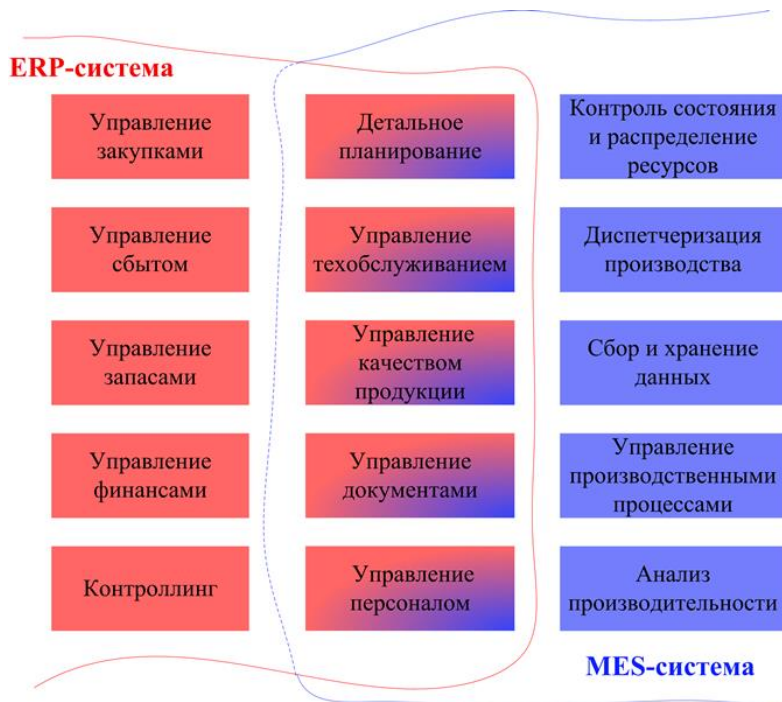 ERP-система
Управление
закупками
Детальное
планирование
Контроль состояния
и распределение
ресурсов
Управление
сбытом
Управление
техобслуживанием
Диспетчеризация
производства
Управление
запасами
Управление
качеством
продукции
Сбор и хранение
данных
Управление
финансами
Управление
документами
Управление
производственными
процессами
Контроллинг
Управление
персоналом
Анализ
производительности
MES-система